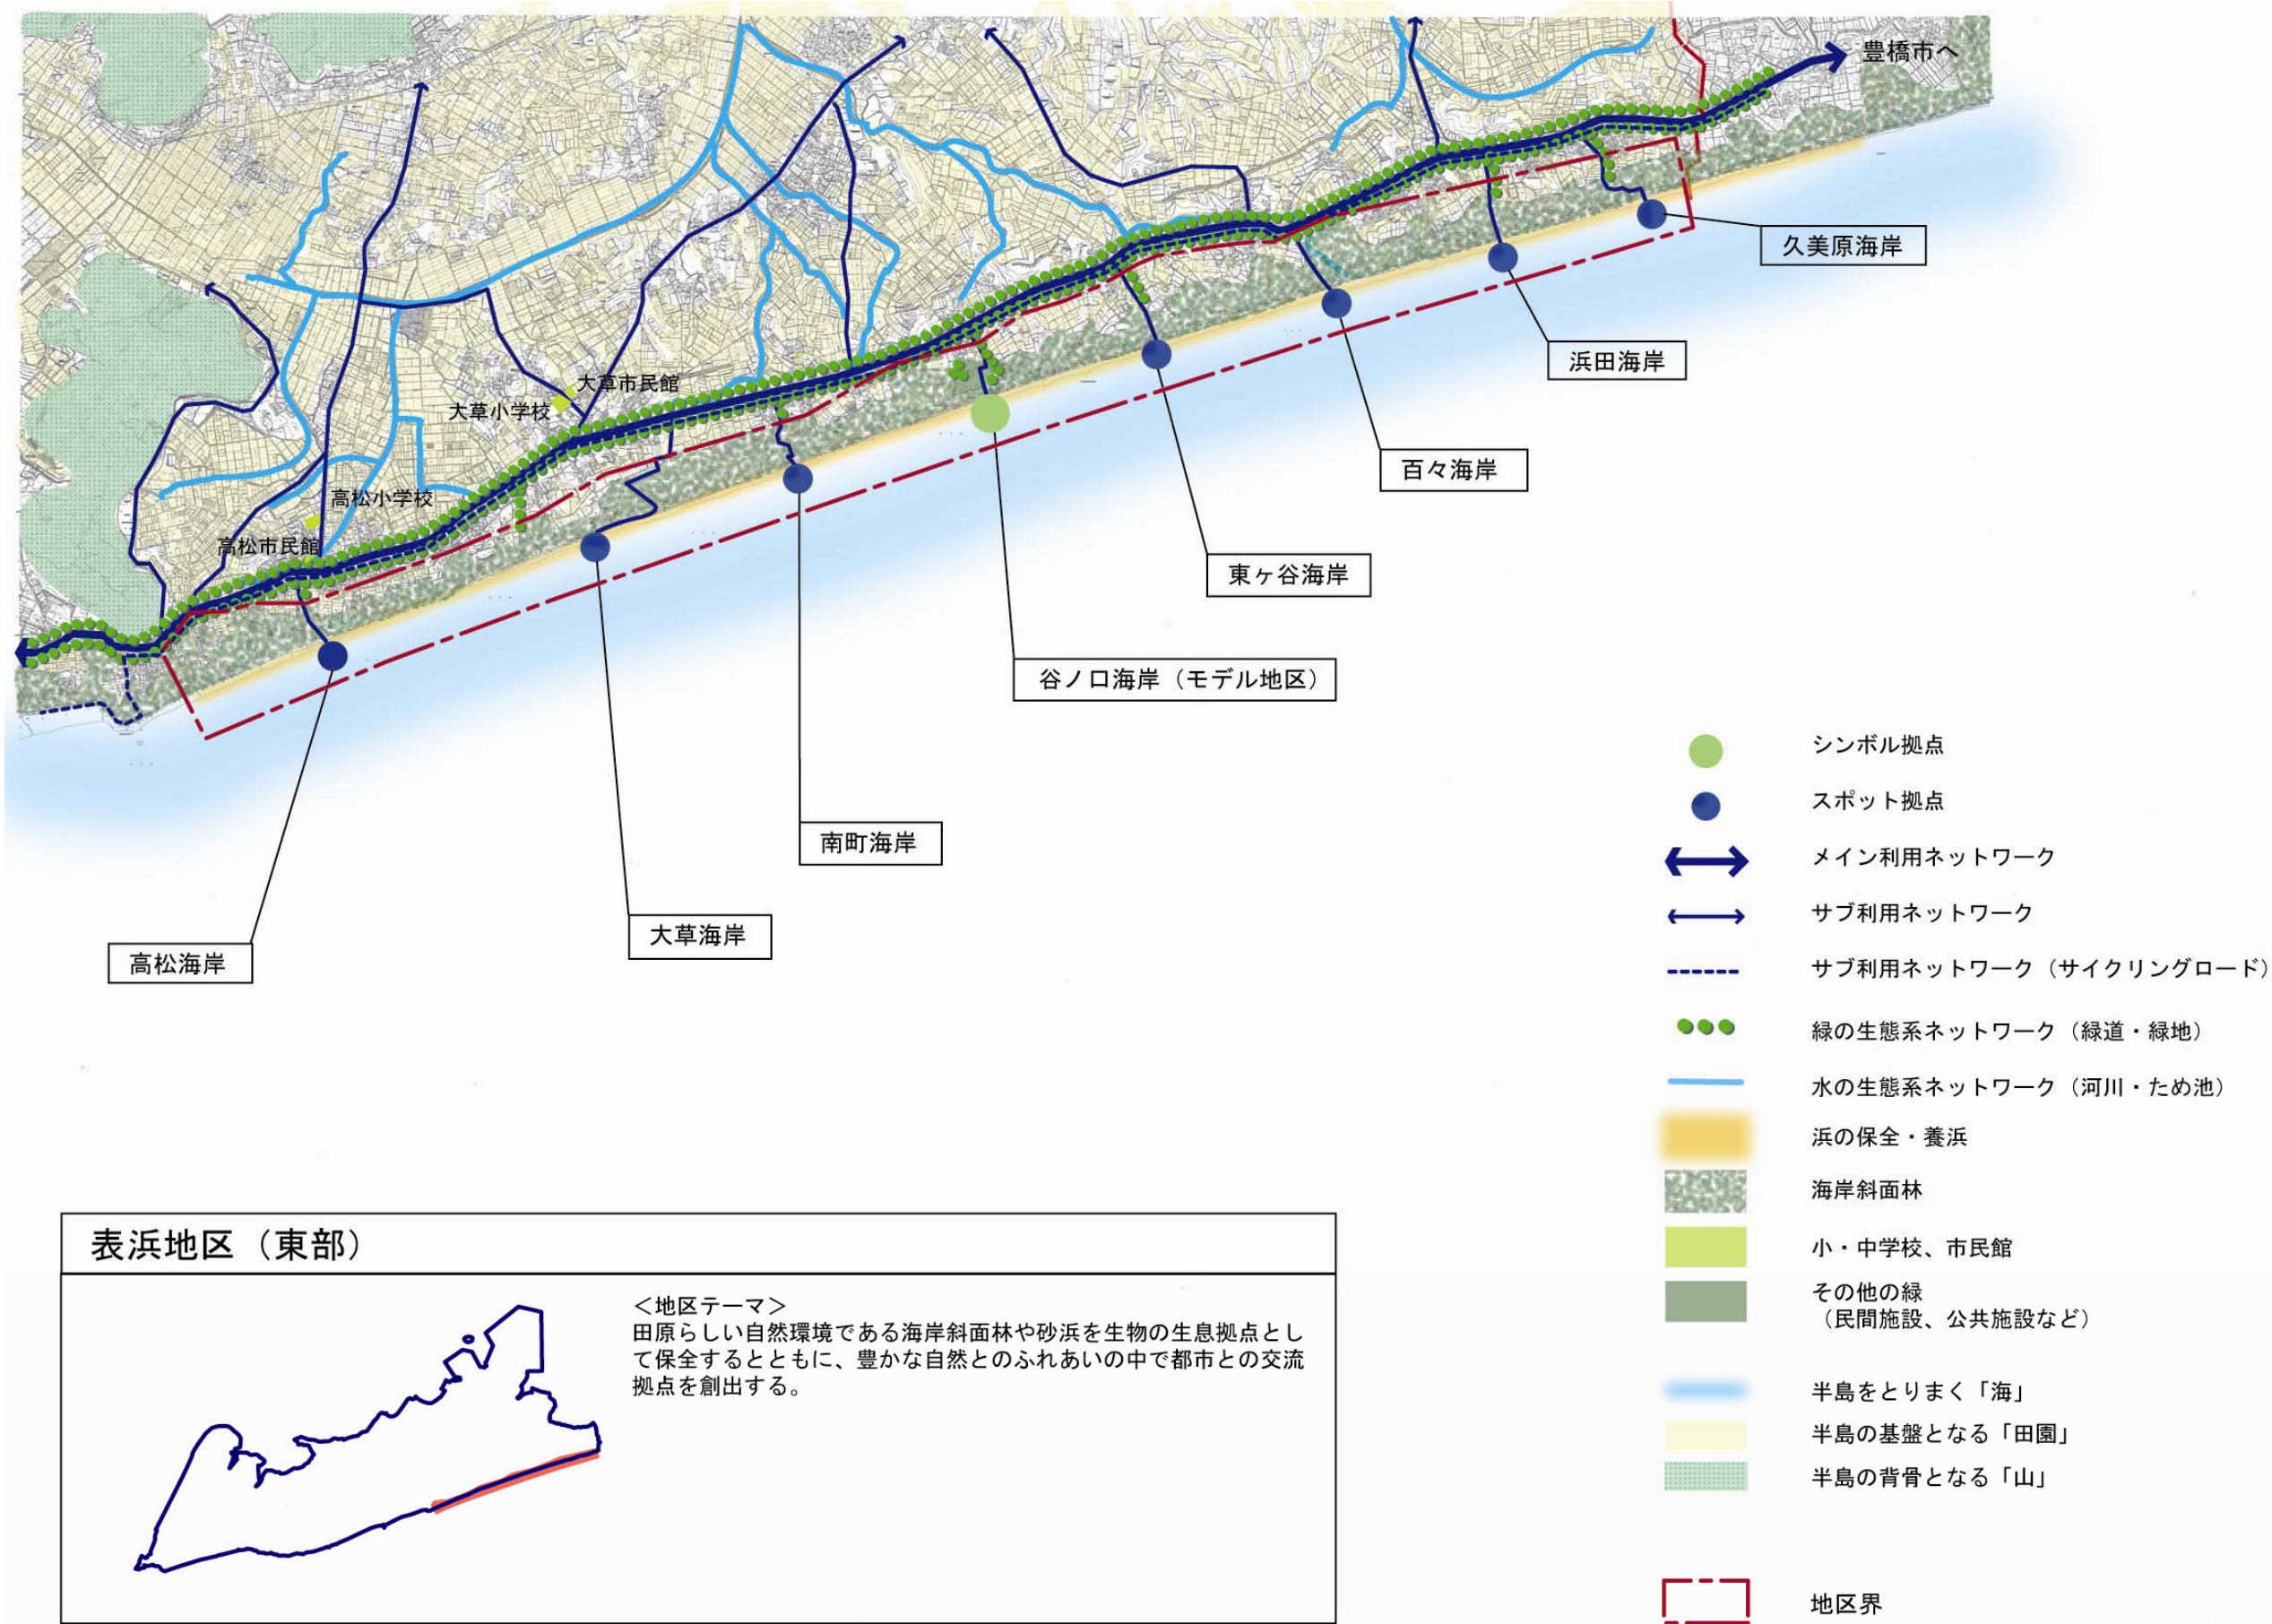 豊橋市へ
久美原海岸
浜田海岸
百々海岸
東ヶ谷海岸
谷ノ口海岸（モデル地区）
南町海岸
大草海岸
高松海岸
大草市民館
大草小学校
高松小学校
高松市民館
シンボル拠点
スポット拠点
メイン利用ネットワーク
サブ利用ネットワーク
サブ利用ネットワーク（サイクリングロード）
緑の生態系ネットワーク（緑道・緑地）
水の生態系ネットワーク（河川・ため池）
浜の保全・養浜
海岸斜面林
小・中学校、市民館
その他の緑
（民間施設、公共施設など）
半島をとりまく「海」
半島の基盤となる「田園」
半島の背骨となる「山」
地区界
表浜地区（東部）
＜地区テーマ＞
田原らしい自然環境である海岸斜面林や砂浜を生物の生息拠点とし
て保全するとともに、豊かな自然とのふれあいの中で都市との交流
拠点を創出する。